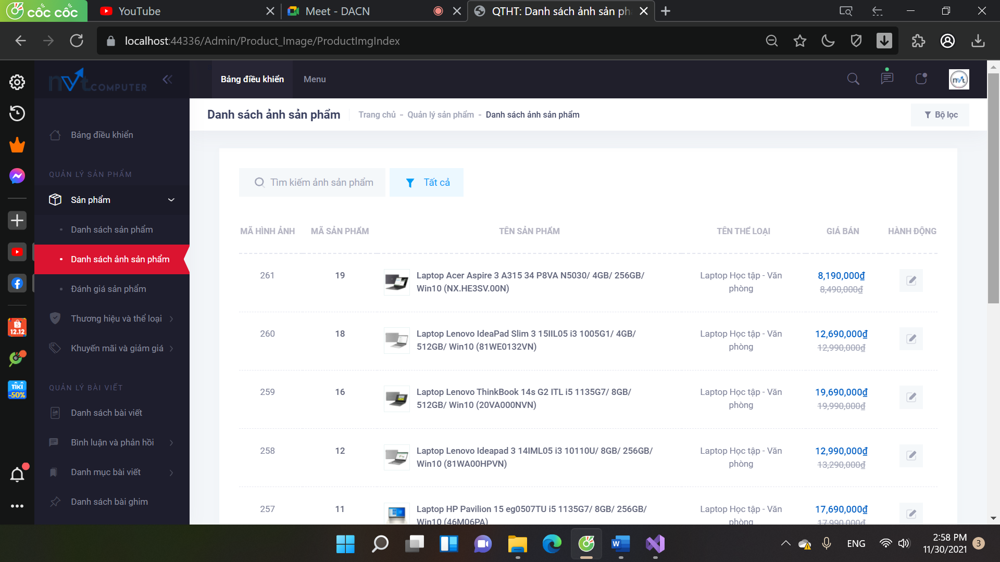 cốc cốc
YouTube
Meet - DACN
QTHT: Danh sách ảnh sản ph
localhost:44336/Admin/Product_Image/ProductImgIndex
nvt COMPUTER
Bảng điều khiển
Menu
nvt
Danh sách ảnh sản phẩm
Trang chủ - Quản lý sản phẩm - Danh sách ảnh sản phẩm
Bộ lọc
Bảng điều khiển
QUẢN LÝ SẢN PHẨM
Sản phẩm
Danh sách sản phẩm
Danh sách ảnh sản phẩm
Đánh giá sản phẩm
Thương hiệu và thể loại
Khuyến mãi và giảm giá
QUẢN LÝ BÀI VIẾT
Danh sách bài viết
Bình luận và phản hồi
Danh mục bài viết
Danh sách bài ghim
12.12
TIKI
-50%
Tìm kiếm ảnh sản phẩm
Tất cả
MÃ HÌNH ẢNH MÃ SẢN PHẨM TÊN SẢN PHẨM TÊN THỂ LOẠI GIÁ BÁN HÀNH ĐỘNG
261 19 Laptop Acer Aspire 3 A315 34 P8VA N5030/ 4GB/ 256GB/ Laptop Học tập - Văn 8,190,000₫
Win10 (NX.HE3SV.00N) phòng 8,490,000₫
260 18 Laptop Lenovo IdeaPad Slim 3 15IIL05 i3 1005G1/ 4GB/ Laptop Học tập - Văn 12,690,000₫
512GB/ Win10 (81WE0132VN) phòng 12,990,000₫
259 16 Laptop Lenovo ThinkBook 14s G2 ITL i5 1135G7/ 8GB/ Laptop Học tập - Văn 19,690,000₫
512GB/ Win10 (20VA000NVN) phòng 19,990,000₫
258 12 Laptop Lenovo Ideapad 3 14IML05 i3 10110U/ 8GB/ 256GB/ Laptop Học tập - Văn 12,990,000₫
Win10 (81WA00HPVN) phòng 13,290,000₫
257 11 Laptop HP Pavilion 15 eg0507TU i5 1135G7/ 8GB/ 256GB/ Laptop Học tập - Văn 17,690,000₫
Win10 (46M06PA) phòng 17,990,000₫
W
ENG
2:58 PM
11/30/2021
3